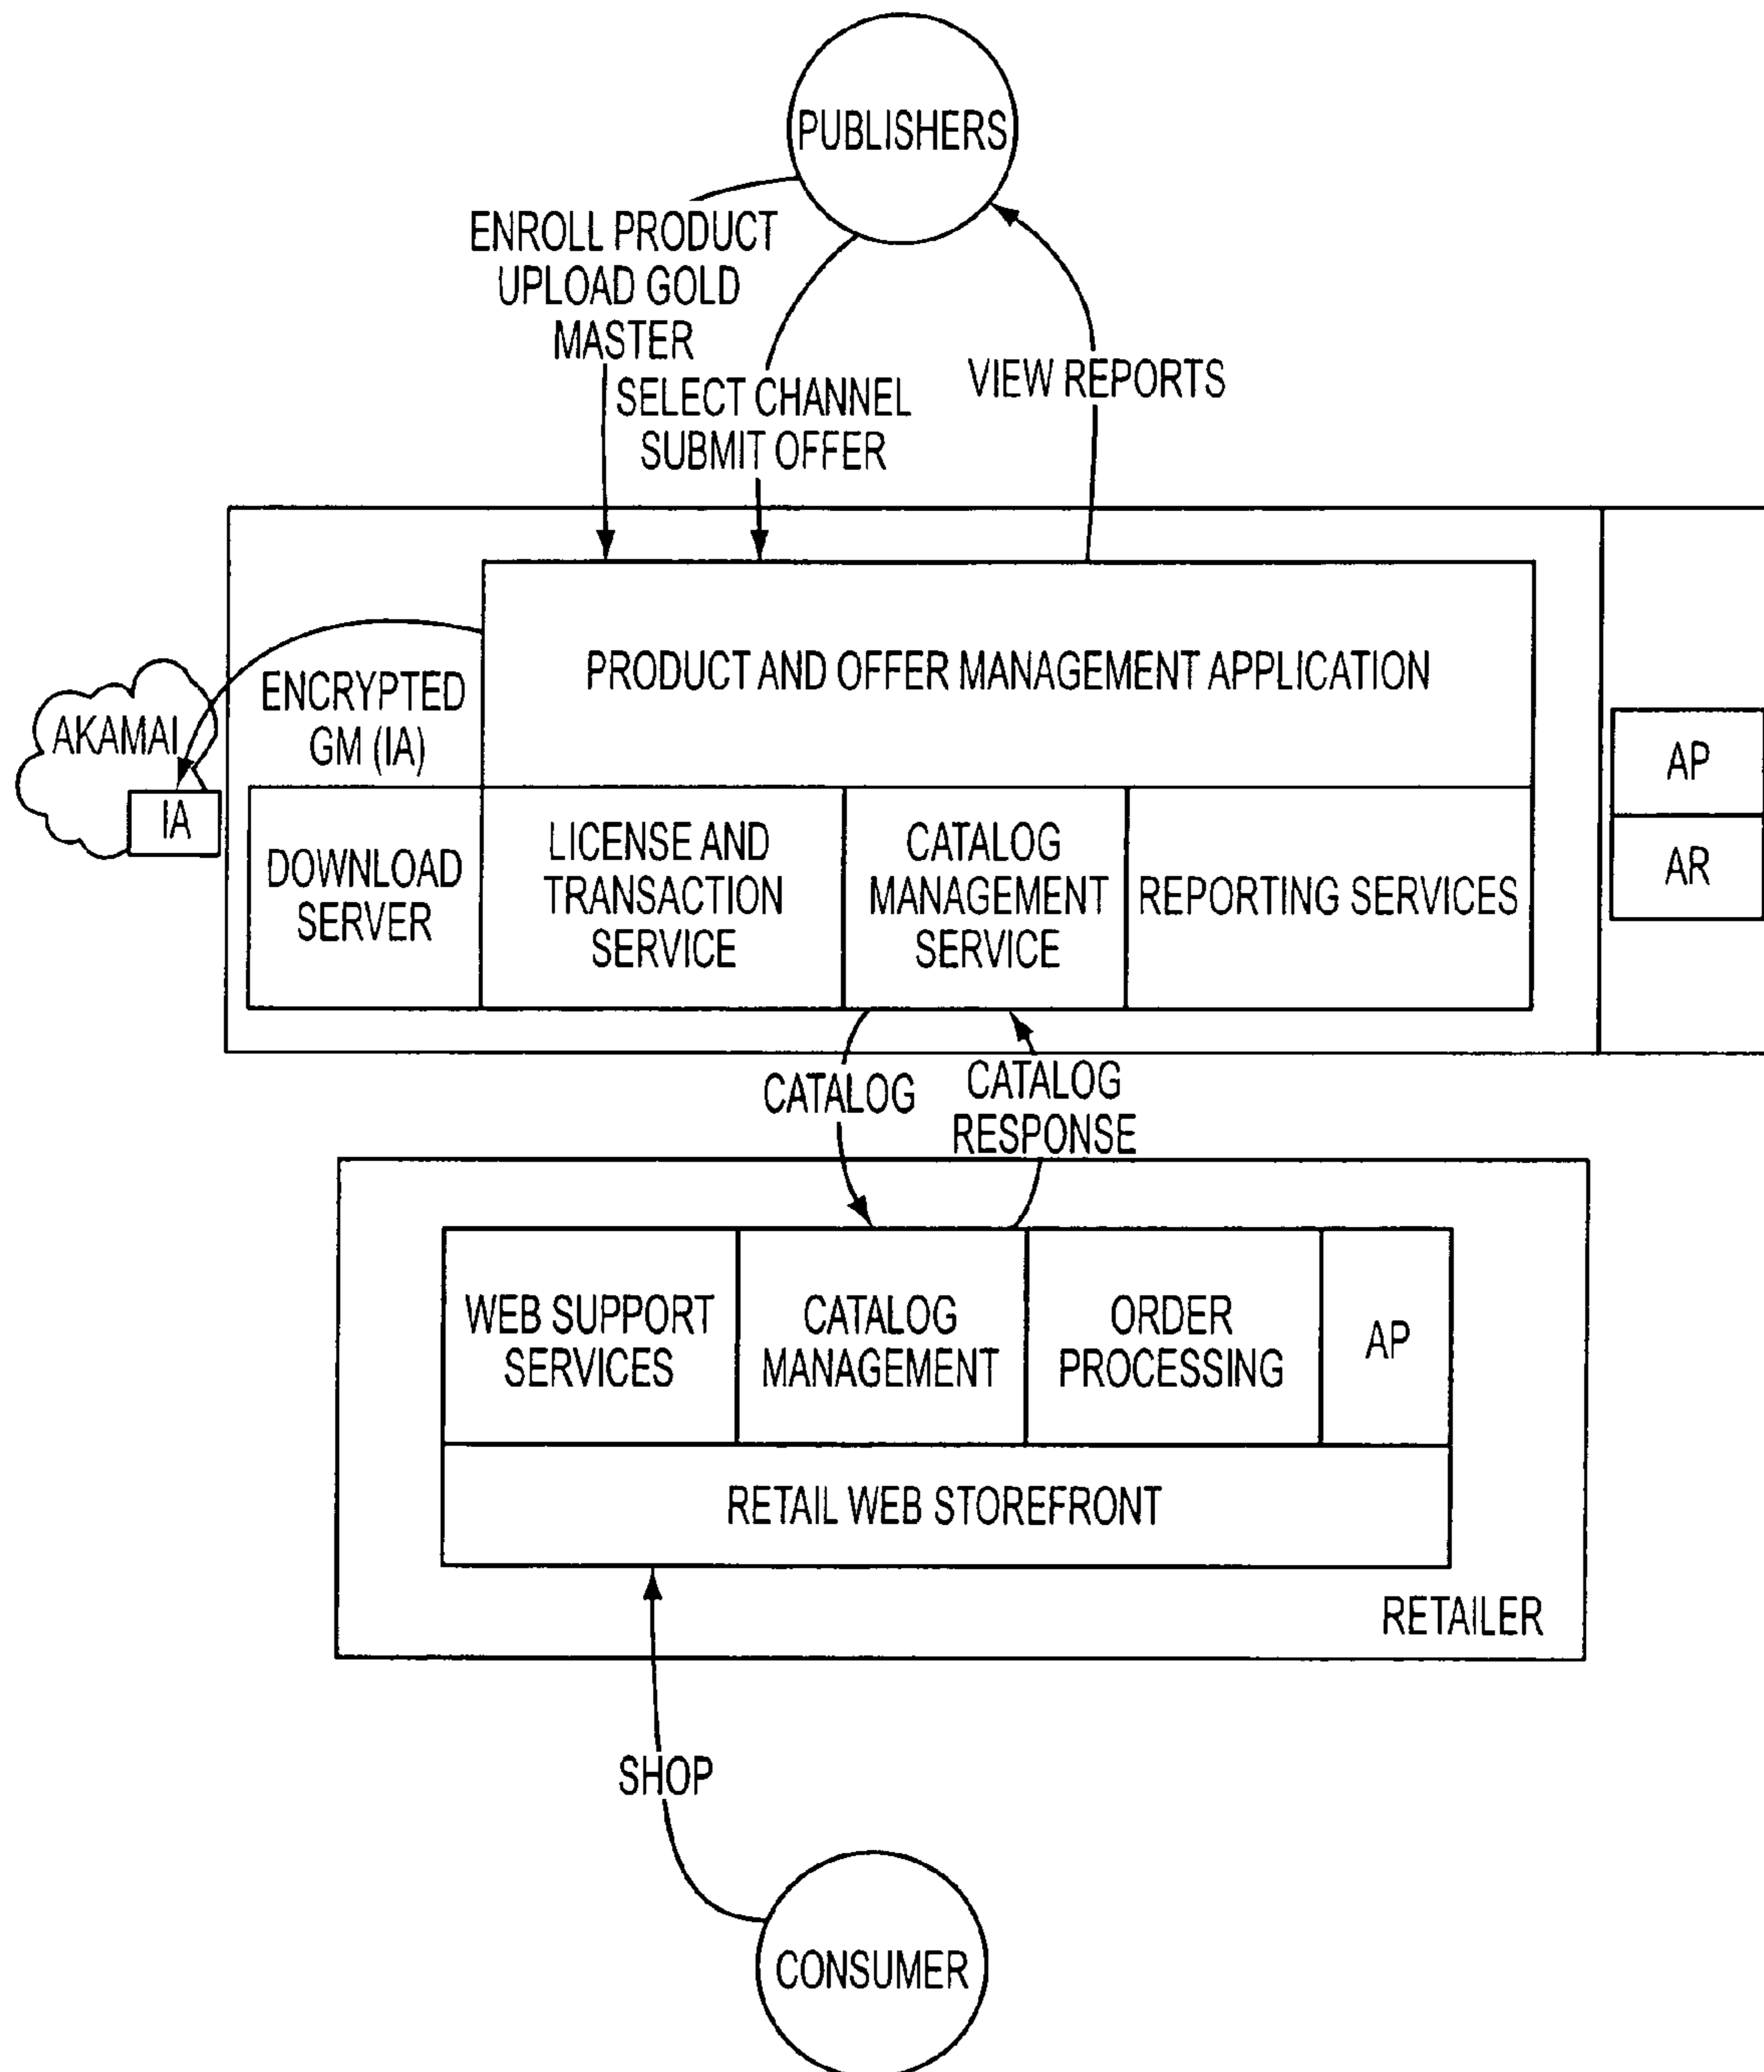 PUBLISHERS
ENROLL PRODUCT
UPLOAD GOLD
MASTER
SELECT CHANNEL
SUBMIT OFFER
VIEW REPORTS
PRODUCT AND OFFER MANAGEMENT APPLICATION
ENCRYPTED
GM (IA)
AKAMAI
IA
DOWNLOAD
SERVER
LICENSE AND
TRANSACTION
SERVICE
CATALOG
MANAGEMENT
SERVICE
REPORTING SERVICES
AP
AR
CATALOG
CATALOG
RESPONSE
WEB SUPPORT
SERVICES
CATALOG
MANAGEMENT
ORDER
PROCESSING
AP
RETAIL WEB STOREFRONT
RETAILER
SHOP
CONSUMER